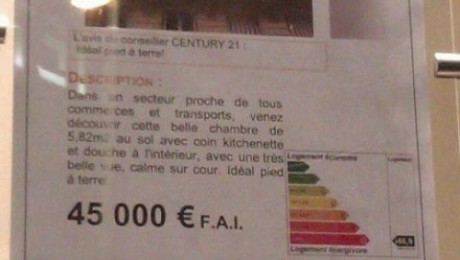 L'avis du conseiller CENTURY 21 :
Idéal pied à terre!
DESCRIPTION :
Dans un secteur proche de tous
commerces et transports, venez
découvrir cette belle chambre de
5,82m² au sol avec coin kitchenette
et douche à l'intérieur, avec une très
belle vue, calme sur cour. Idéal pied
à terre
45 000 € F.A.I.
Logement économe
Logement
Logement énergivore